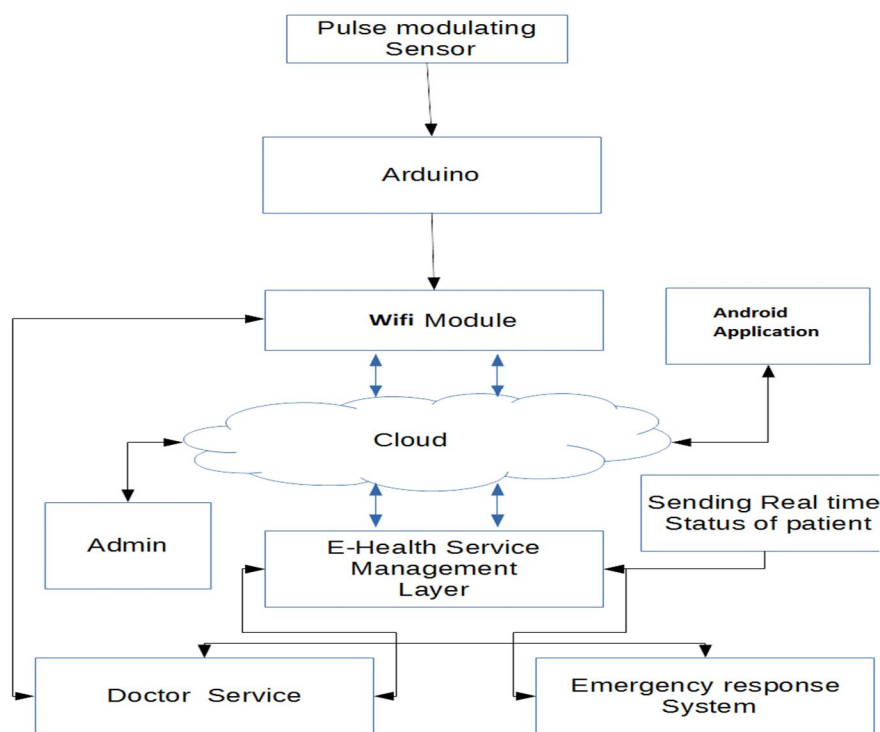 Pulse modulating
Sensor
Arduino
Wifi Module
Android
Application
Cloud
Sending Real time
Status of patient
Admin
E-Health Service
Management
Layer
Doctor Service
Emergency response
System